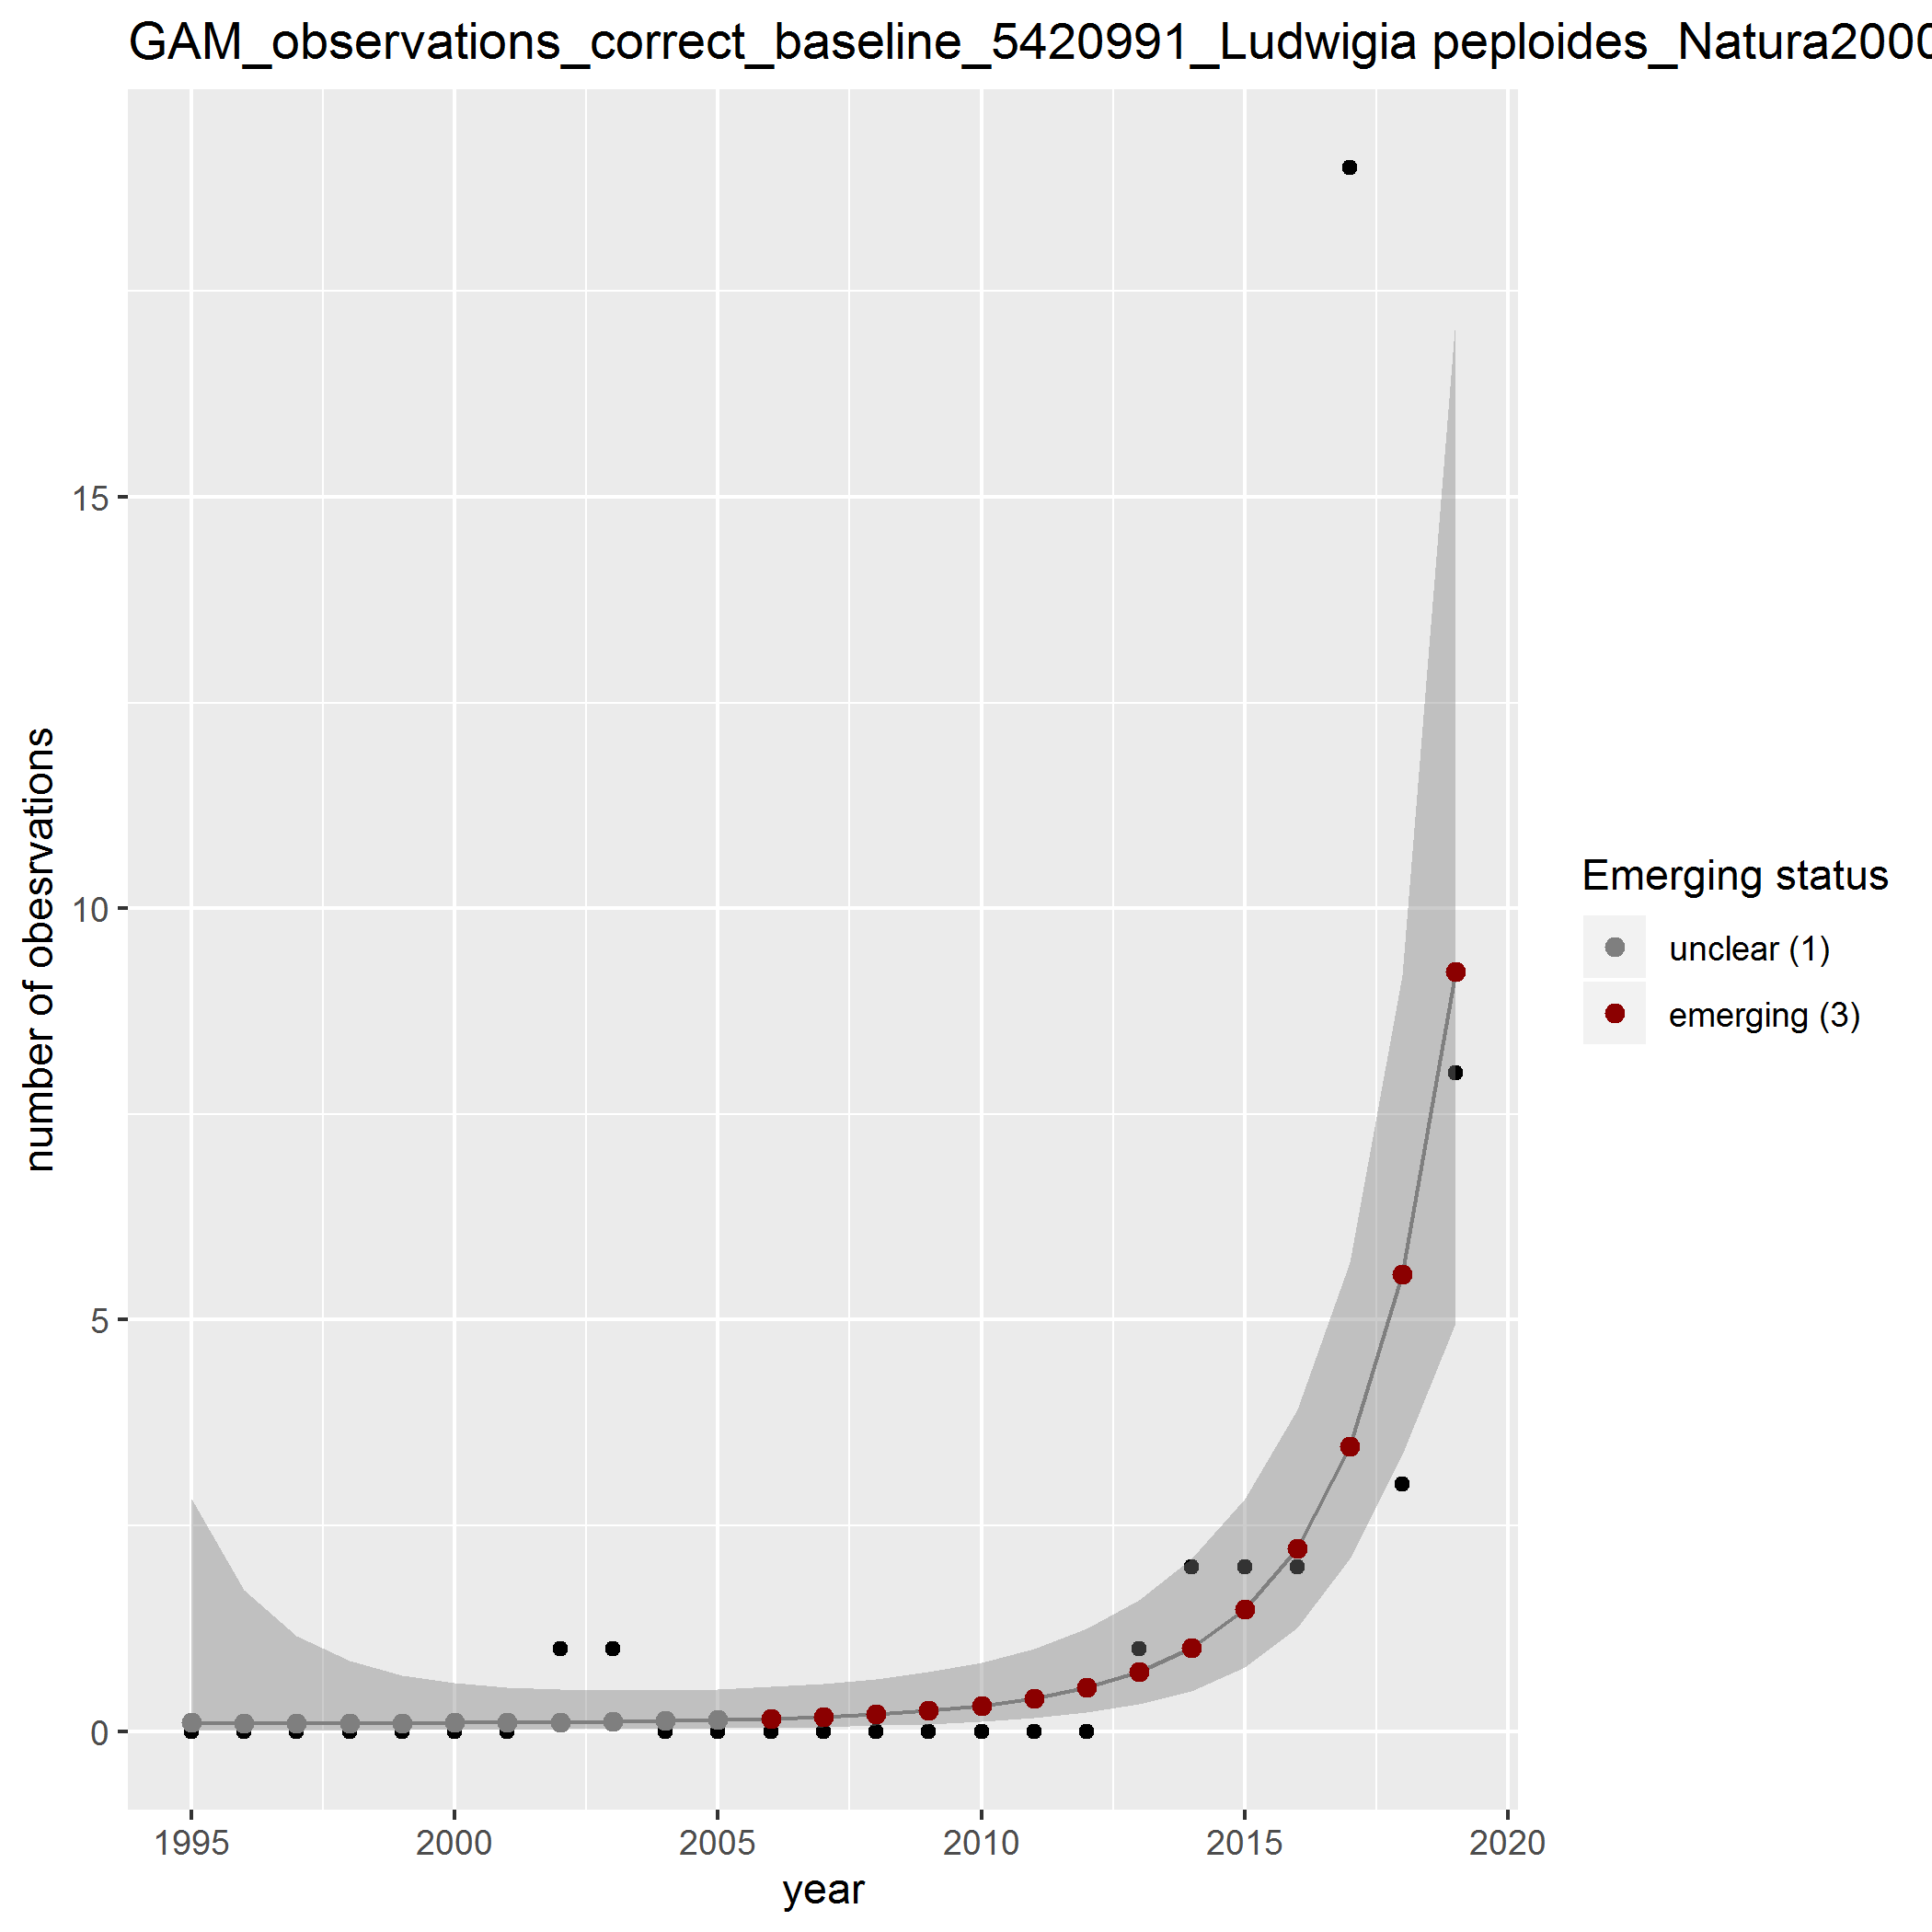 GAM_observations_correct_baseline_5420991_Ludwigia peploides_Natura2000
number of obesrvations
15
10
5
0
1995 2000 2005 2010 2015 2020
year
Emerging status
unclear (1)
emerging (3)